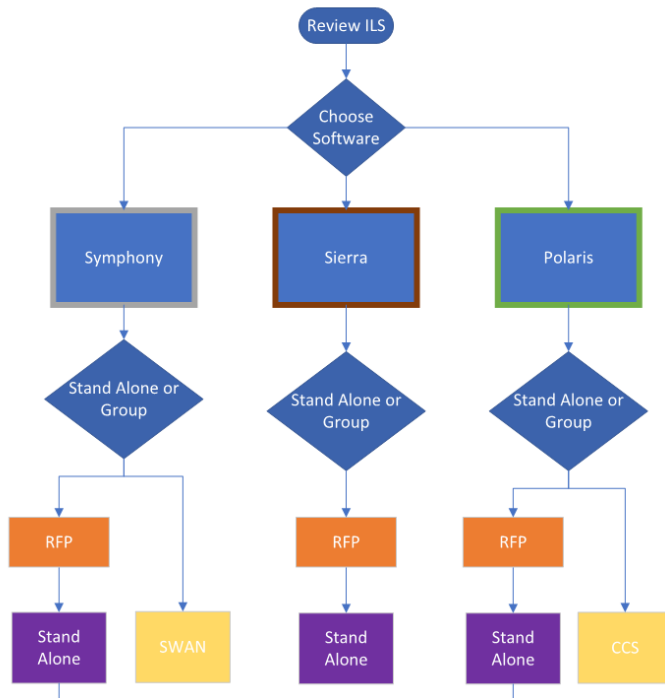 Review ILS
Choose
Software
Symphony
Sierra
Polaris
Stand Alone or
Group
Stand Alone or
Group
Stand Alone or
Group
RFP
RFP
RFP
Stand
Alone
SWAN
Stand
Alone
Stand
Alone
CCS